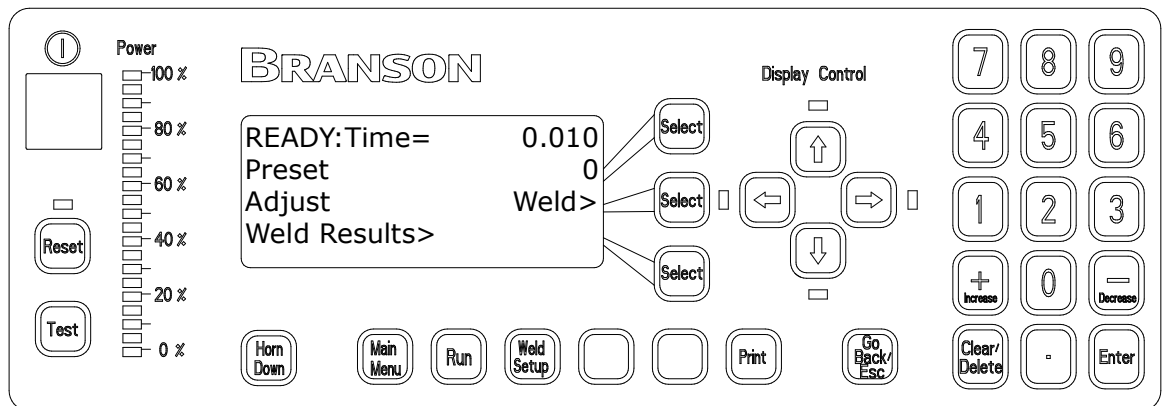 Power
100 %
80 %
60 %
40 %
20 %
0 %
Reset
Test
BRANSON
READY:Time= 0.010
Preset 0
Adjust Weld>
Weld Results>
Select
Select
Select
Display Control
Horn Down
Main Menu
Run
Weld Setup
Print
Go Back/ Esc
7 8 9
4 5 6
1 2 3
+ Increase 0 - Decrease
Clear/ Delete . Enter